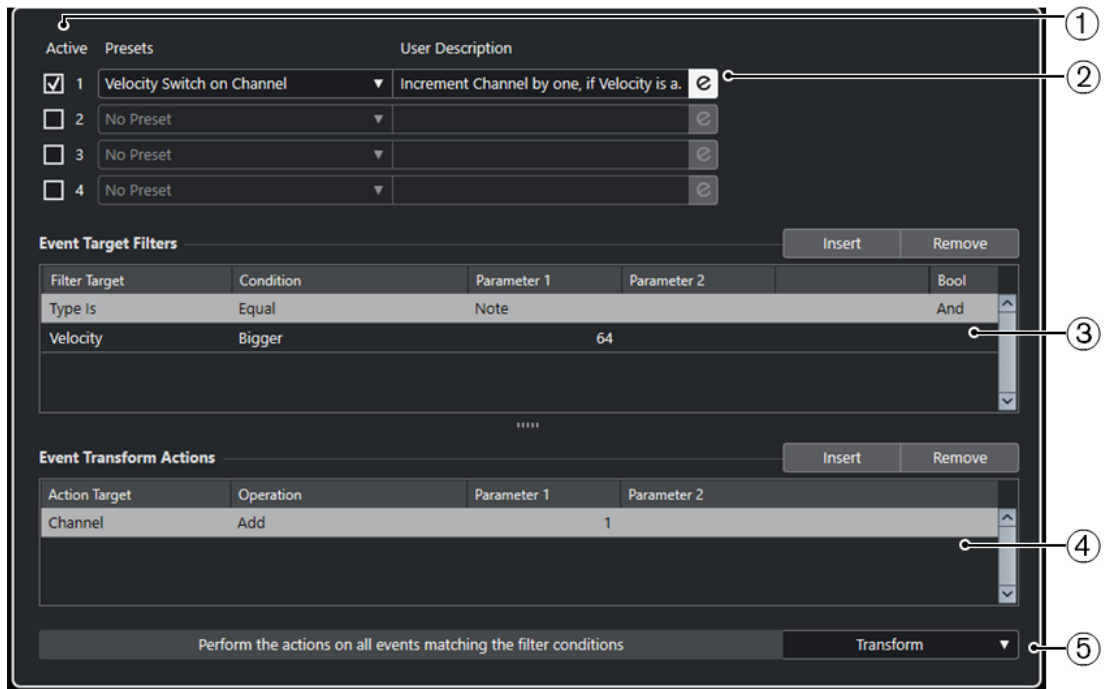 ①
Active Presets User Description
1 Velocity Switch on Channel Increment Channel by one, if Velocity is a. e ②
2 No Preset e
3 No Preset e
4 No Preset e
Event Target Filters Insert Remove
Filter Target Condition Parameter 1 Parameter 2 Bool
Type Is Equal Note And
Velocity Bigger 64 ③
Event Transform Actions Insert Remove
Action Target Operation Parameter 1 Parameter 2
Channel Add 1
④
Perform the actions on all events matching the filter conditions Transform ⑤